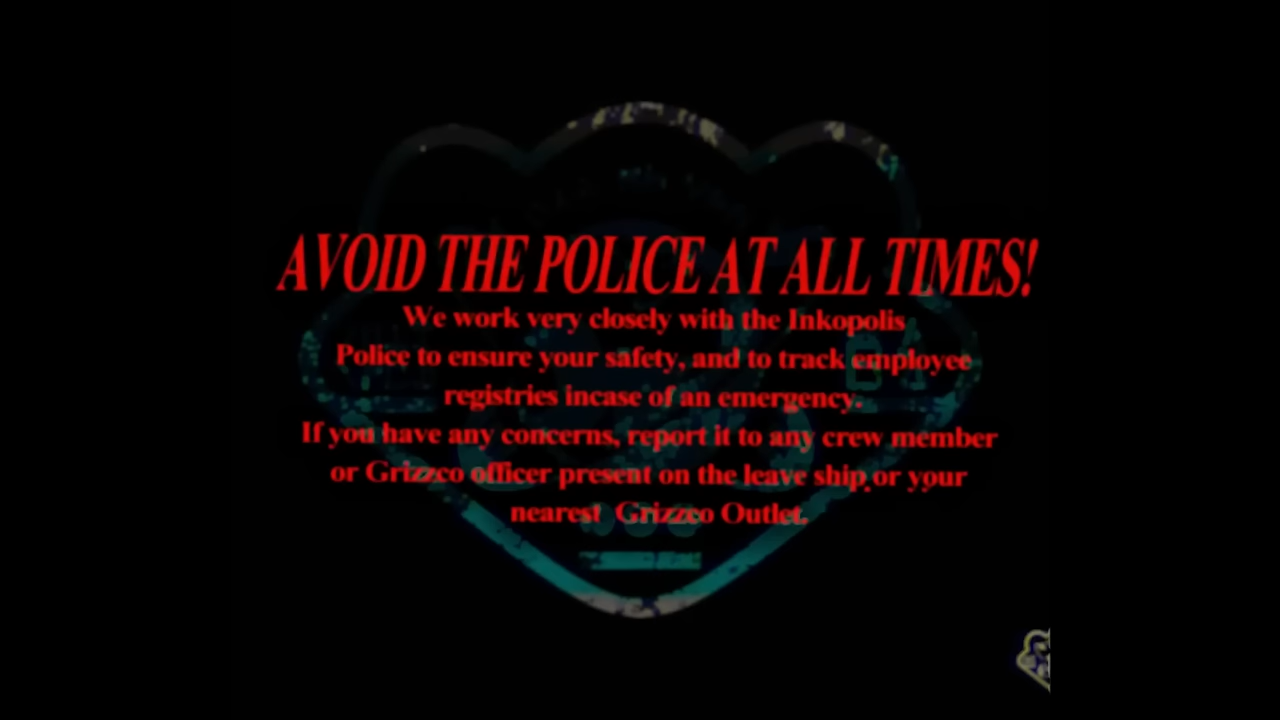 AVOID THE POLICE AT ALL TIMES!
We work very closely with the Inkopolis
Police to ensure your safety, and to track employee
registries incase of an emergency.
If you have any concerns, report it to any crew member
or Grizzco officer present on the leave ship or your
nearest Grizzco Outlet.